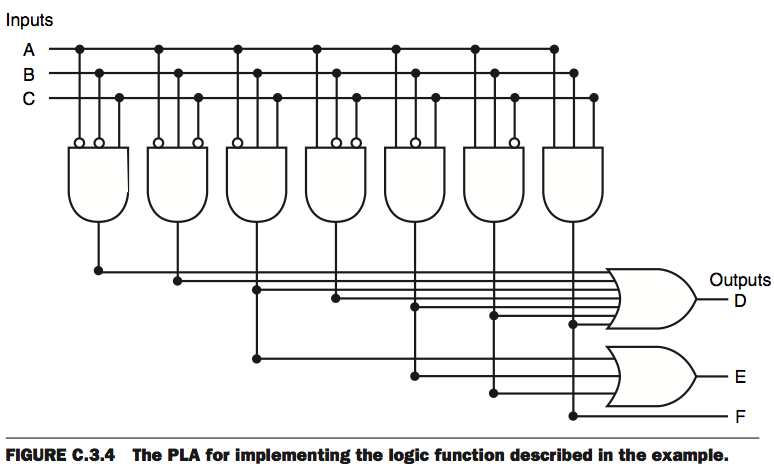 Inputs
A
B
C
Outputs
D
E
F
FIGURE C.3.4 The PLA for implementing the logic function described in the example.